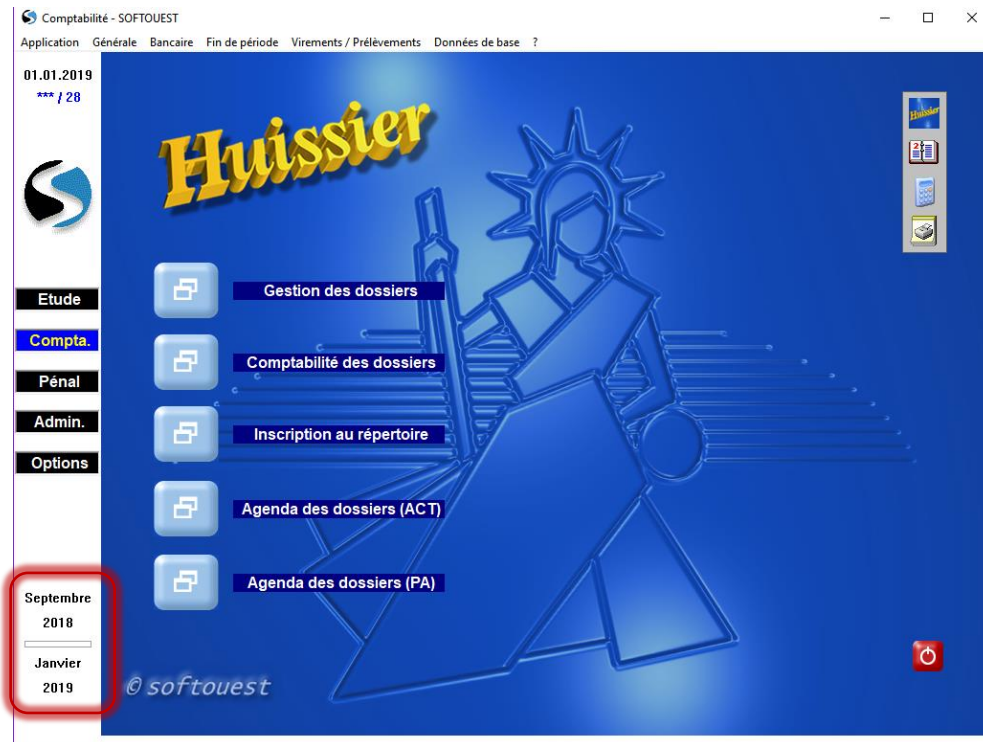 Comptabilité - SOFTOUEST
Application Générale Bancaire Fin de période Virements / Prélèvements Données de base ?
01.01.2019
*** / 28
Huissier
Huissier
2
Gestion des dossiers
Etude
Compta.
Comptabilité des dossiers
Pénal
Admin.
Inscription au répertoire
Options
Agenda des dossiers (ACT)
Agenda des dossiers (PA)
Septembre
2018
Janvier
2019
© softouest